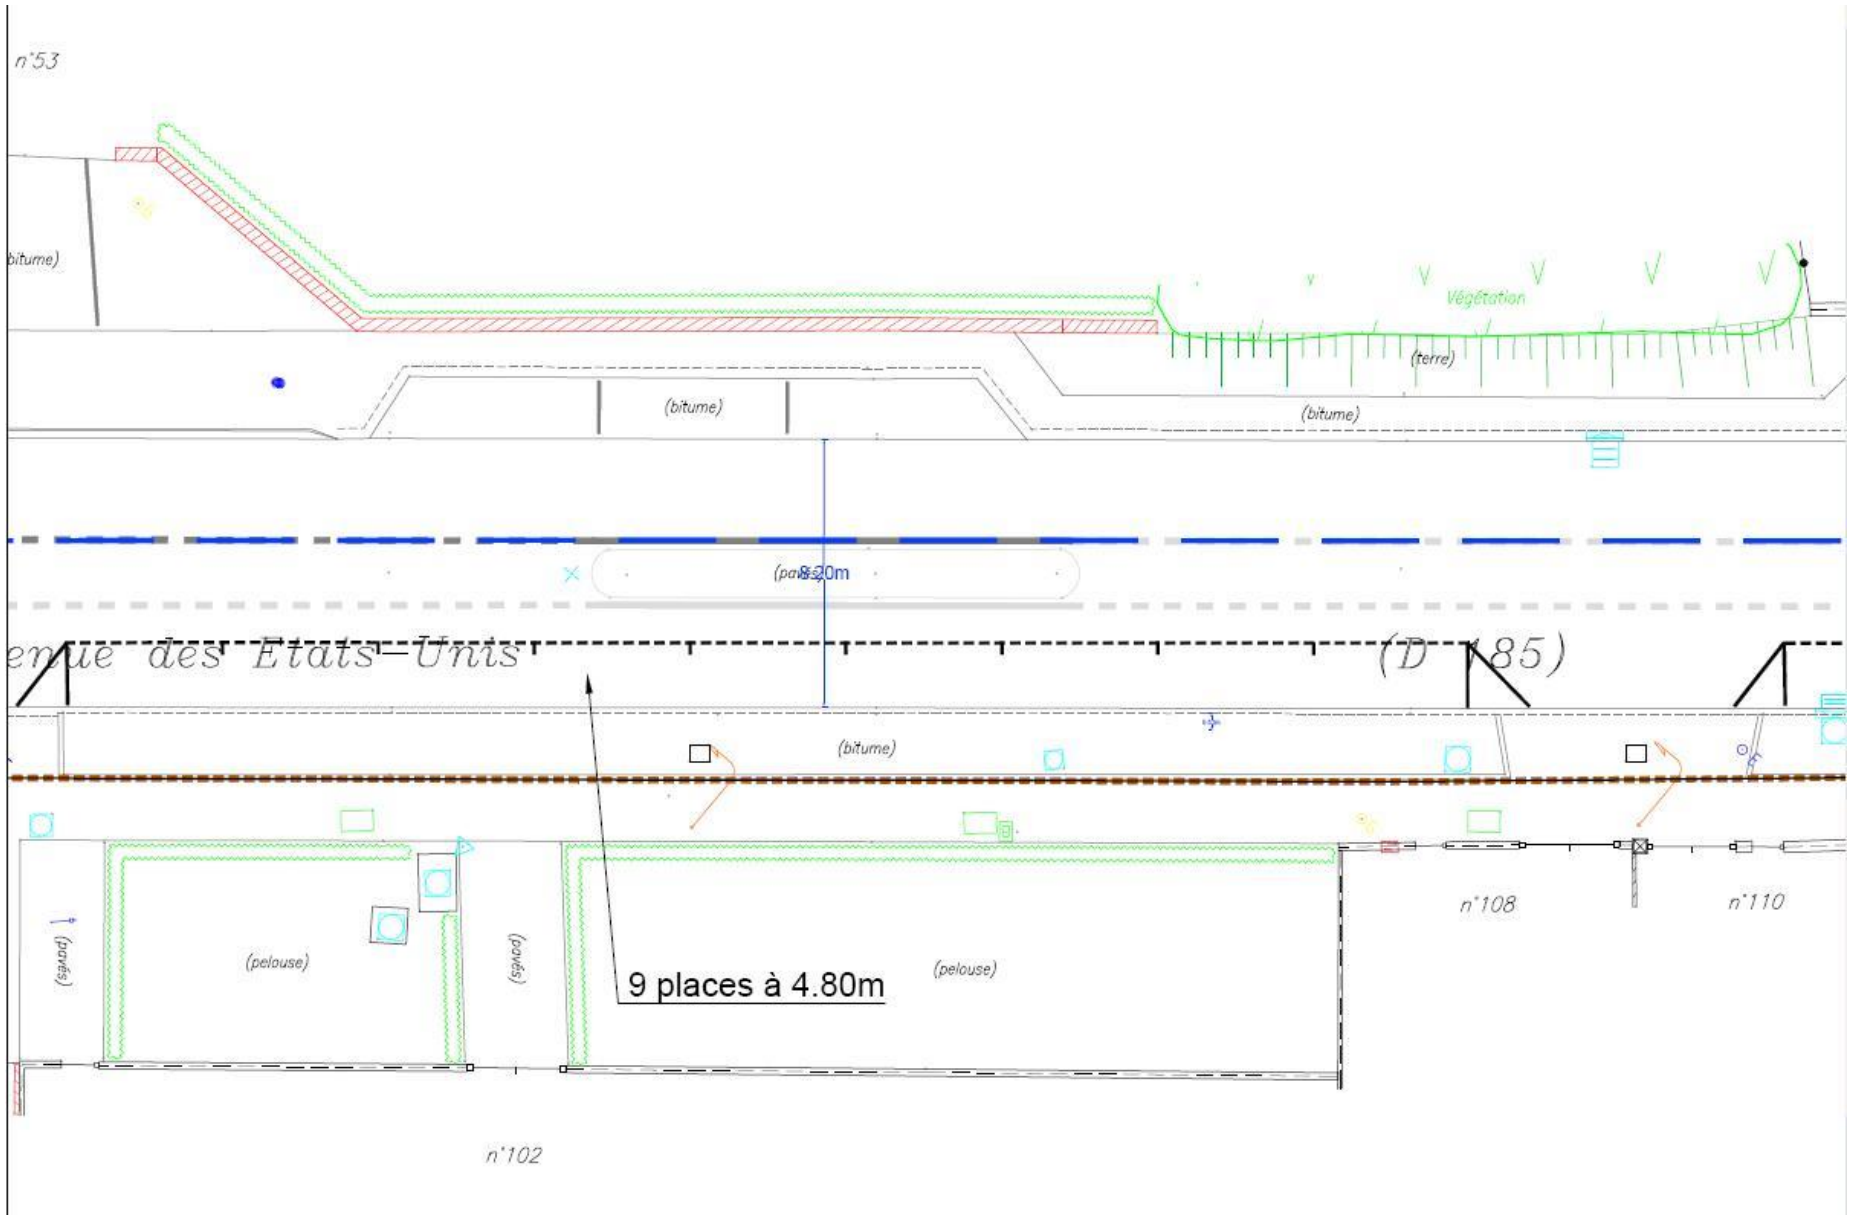 n°53
bitume)
Végétation
(terre)
(bitume)
(bitume)
(pavés)
8.20m
enue des Etats-Unis
(D 185)
(bitume)
E
(pavés)
(pelouse)
(pavés)
(pelouse)
n°108
n°110
9 places à 4.80m
n°102